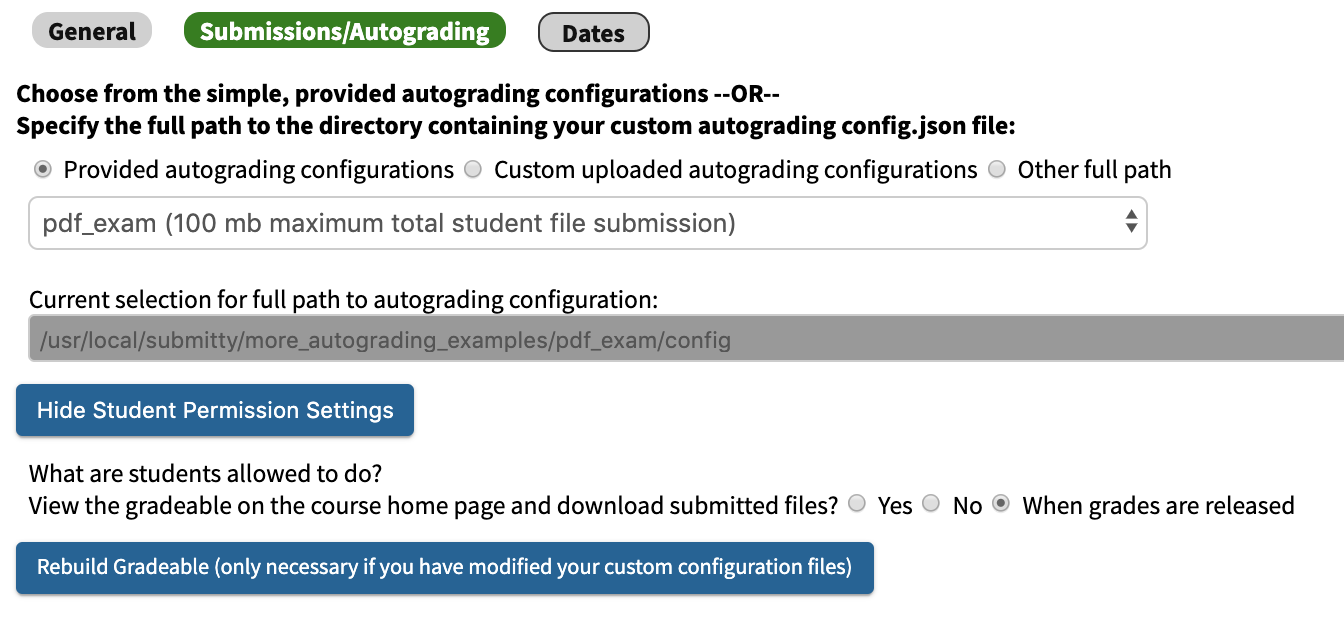 General Submissions/Autograding Dates
Choose from the simple, provided autograding configurations --OR--
Specify the full path to the directory containing your custom autograding config.json file:
Provided autograding configurations Custom uploaded autograding configurations Other full path
pdf_exam (100 mb maximum total student file submission)
Current selection for full path to autograding configuration:
/usr/local/submitty/more_autograding_examples/pdf_exam/config
Hide Student Permission Settings
What are students allowed to do?
View the gradeable on the course home page and download submitted files? Yes No When grades are released
Rebuild Gradeable (only necessary if you have modified your custom configuration files)